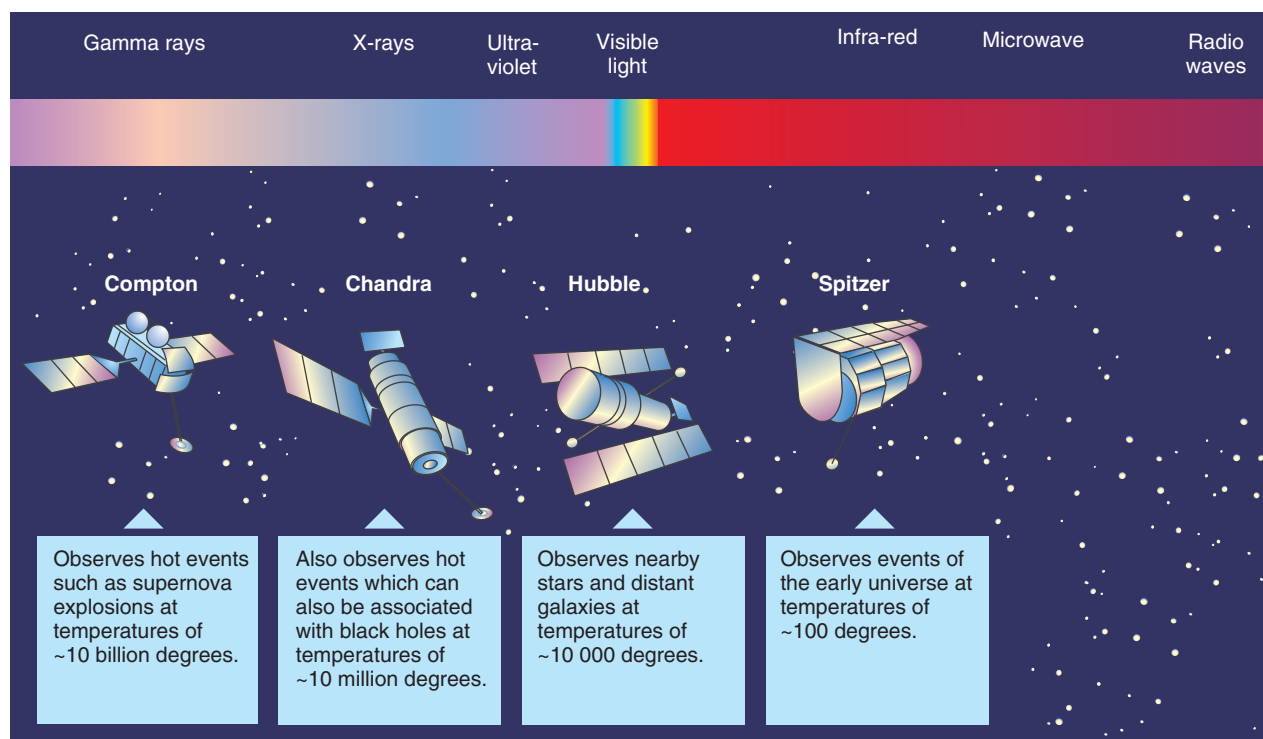 Gamma rays
X-rays
Ultra-
violet
Visible
light
Infra-red
Microwave
Radio
waves
Compton
Chandra
Hubble
Spitzer
Observes hot events
such as supernova
explosions at
temperatures of
~10 billion degrees.
Also observes hot
events which can
also be associated
with black holes at
temperatures of
~10 million degrees.
Observes nearby
stars and distant
galaxies at
temperatures of
~10 000 degrees.
Observes events of
the early universe at
temperatures of
~100 degrees.